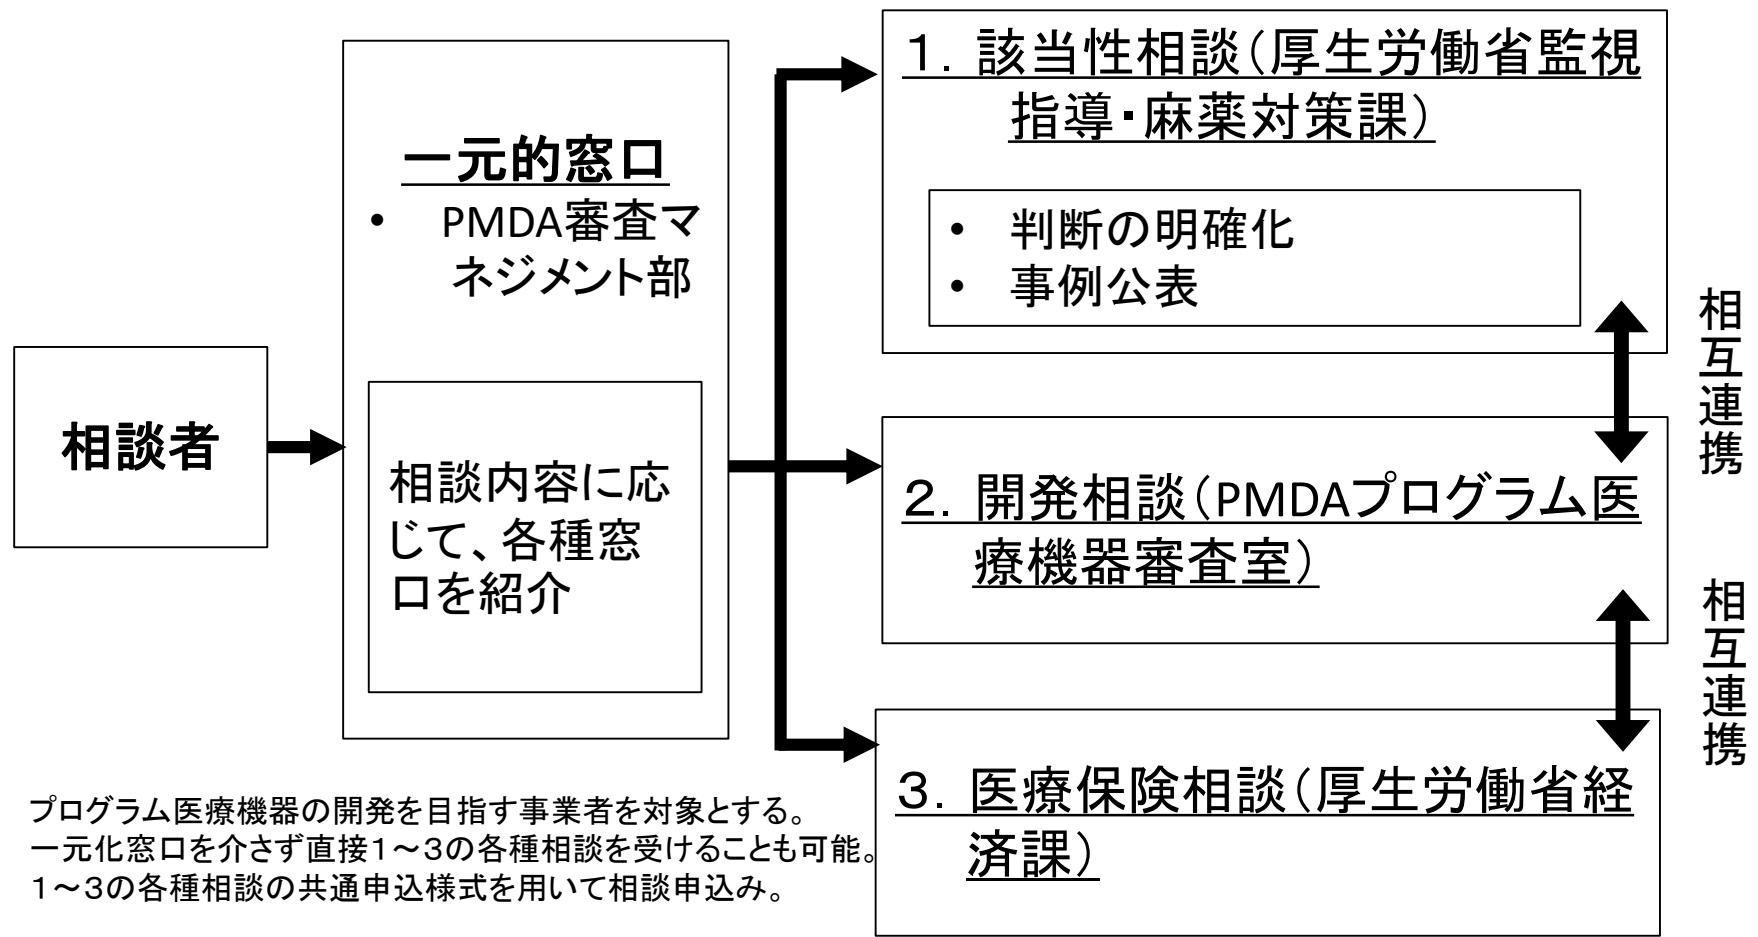 相談者
一元的窓口
• PMDA審査マ
ネジメント部
相談内容に応
じて、各種窓
口を紹介
１．該当性相談（厚生労働省監視
指導・麻薬対策課）
• 判断の明確化
• 事例公表
相互連携
２．開発相談（PMDAプログラム医
療機器審査室）
相互連携
３．医療保険相談（厚生労働省経
済課）
プログラム医療機器の開発を目指す事業者を対象とする。
一元化窓口を介さず直接１～３の各種相談を受けることも可能。
１～３の各種相談の共通申込様式を用いて相談申込み。